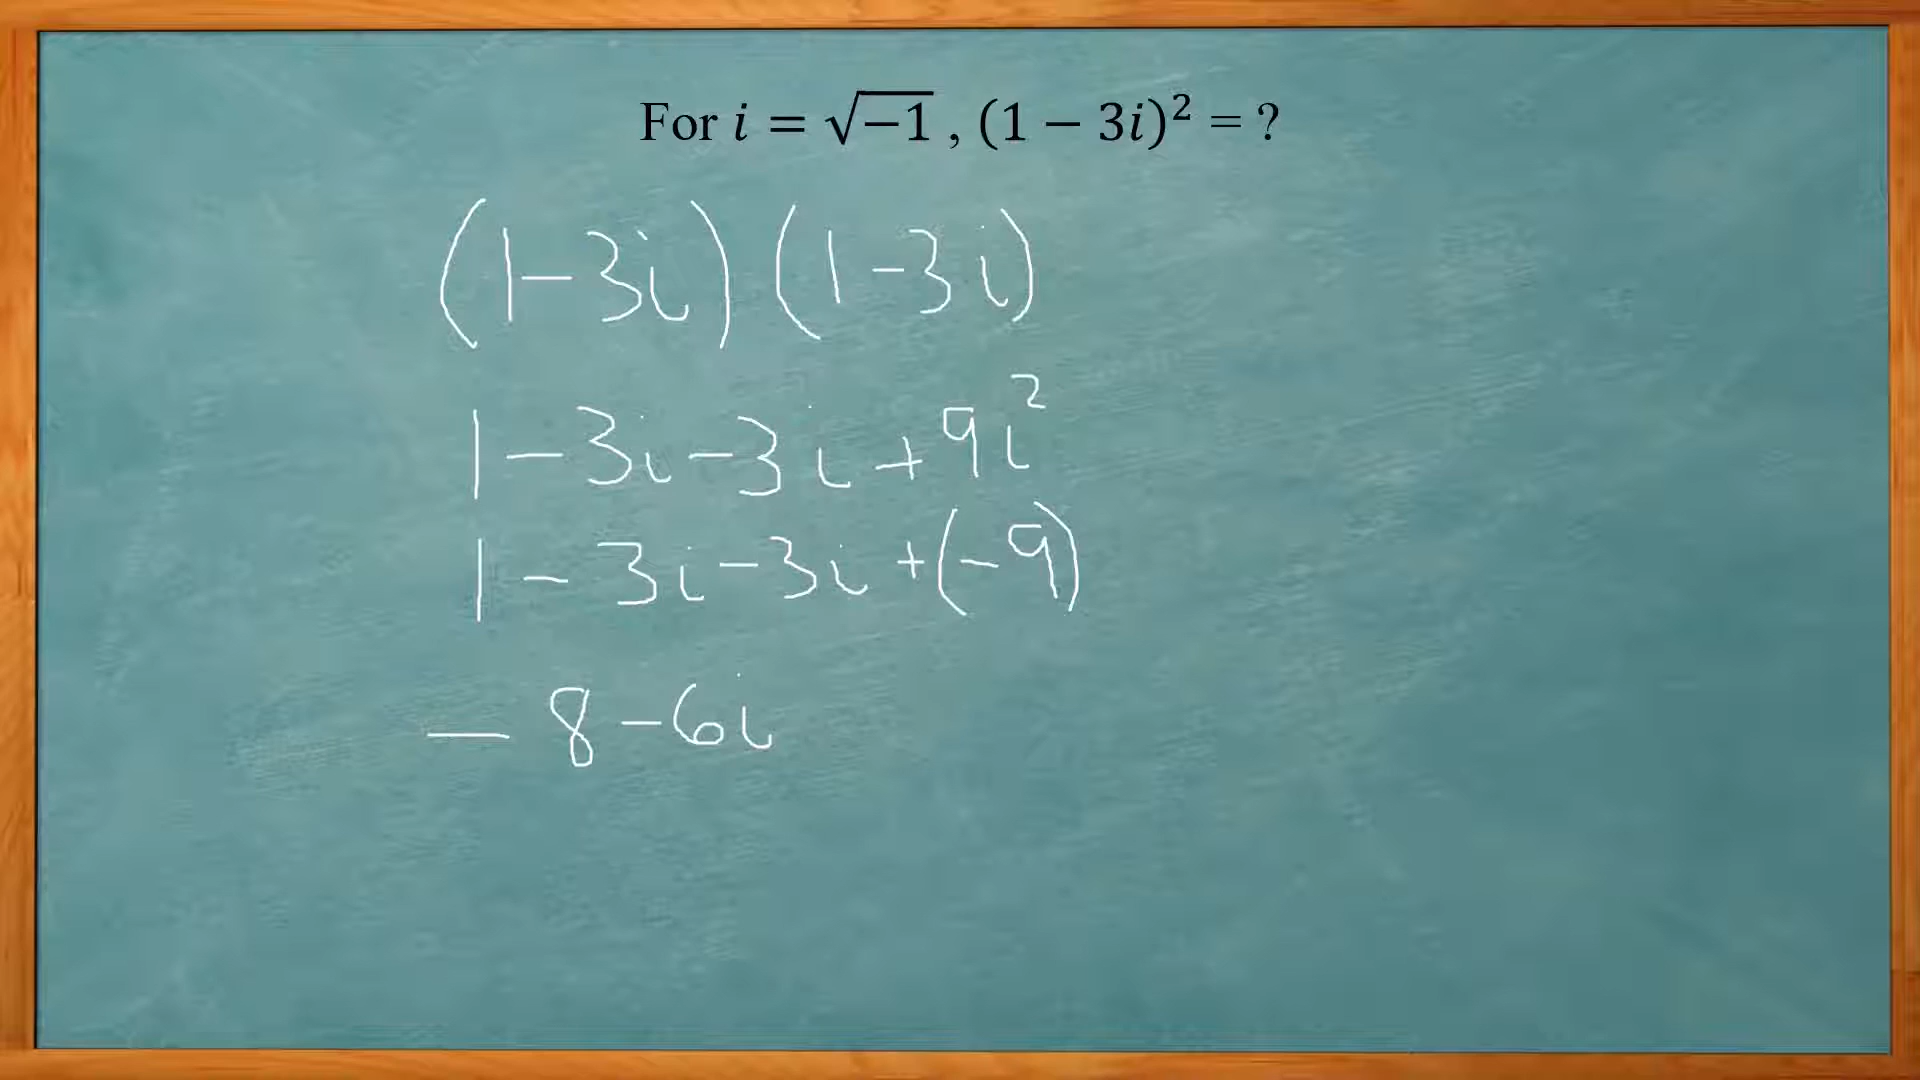 For i = √−1 , (1 − 3i)² = ?
(1-3i)(1-3i)
1-3i-3i+9i²
1-3i-3i+(-9)
-8-6i